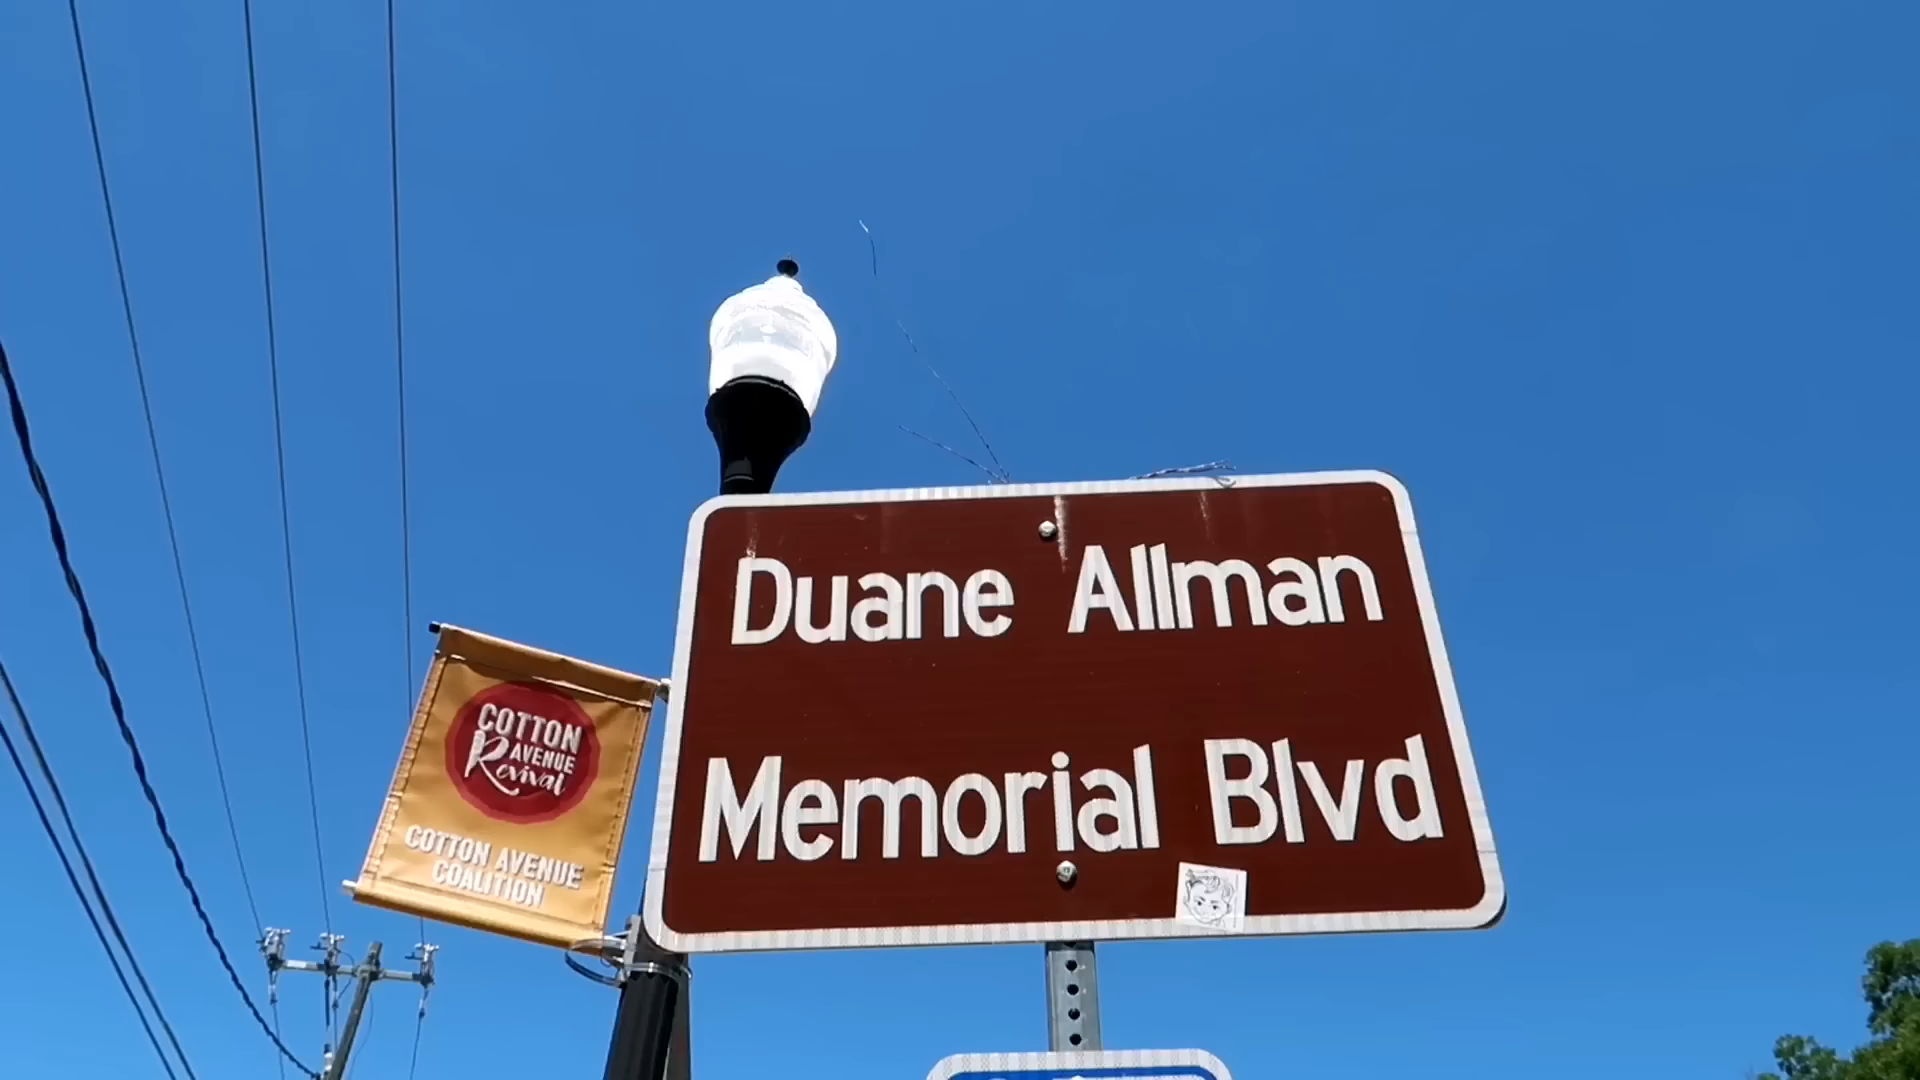 COTTON
AVENUE
Revival
COTTON AVENUE
COALITION
Duane Allman
Memorial Blvd